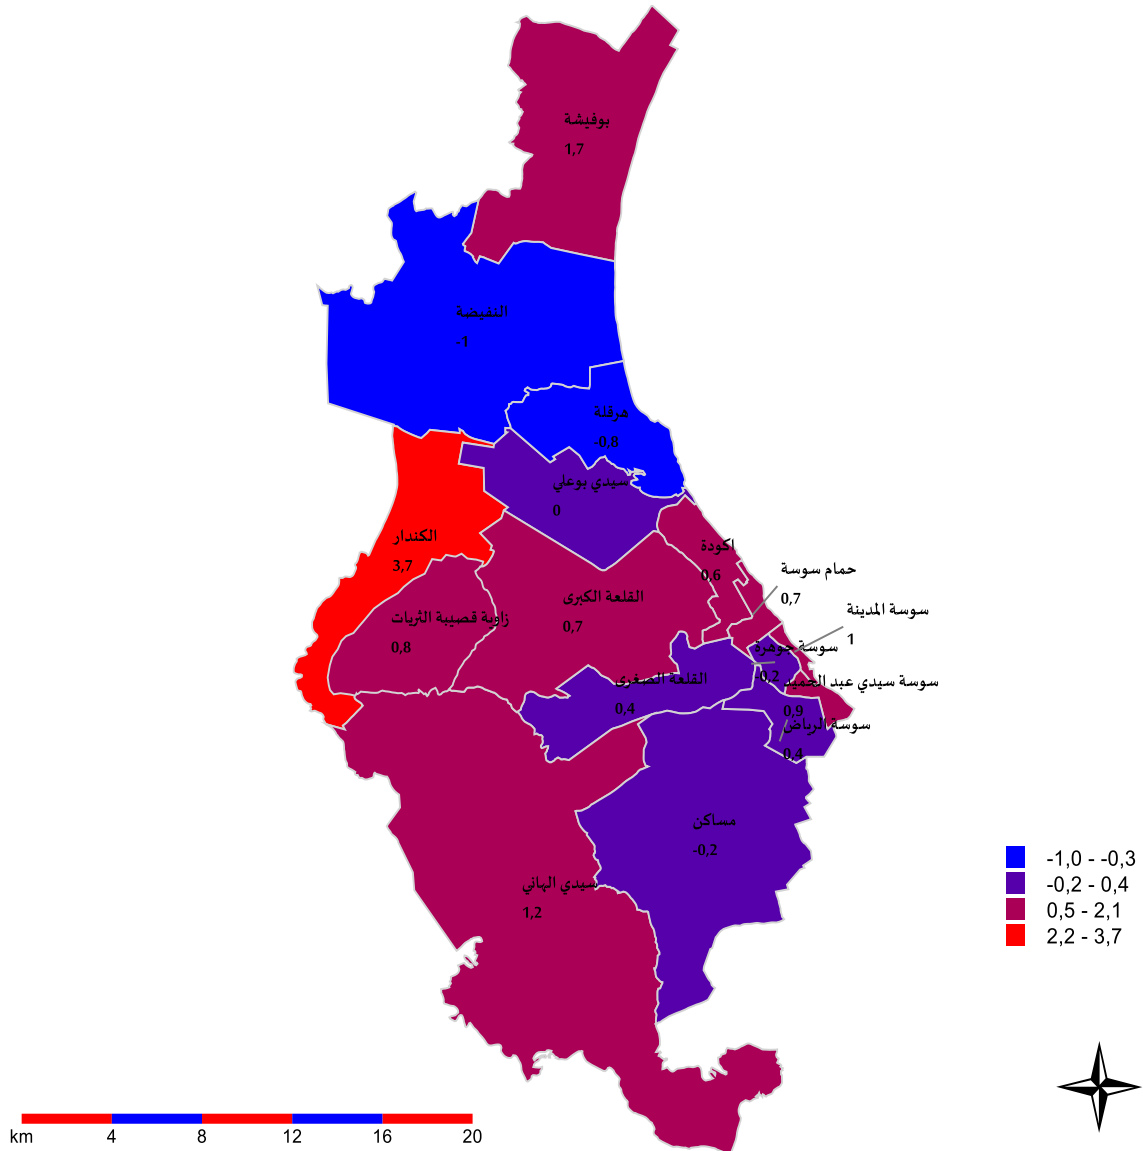 بوفيشة
1,7
النفيضة
-1
هرقلة
-0,8
سيدي بوعلي
0
الكندار
3,7
اكودة
0,6
حمام سوسة
0,7
القلعة الكبرى
0,7
زاوية قصيبة الثريات
0,8
سوسة المدينة
1
سوسة جوهرة
-0,2
القلعة الصغرى
0,4
سوسة سيدي عبد الحميد
0,9
سوسة الرياض
0,4
مساكن
-0,2
سيدي الهاني
1,2
-1,0 - -0,3
-0,2 - 0,4
0,5 - 2,1
2,2 - 3,7
km 4 8 12 16 20